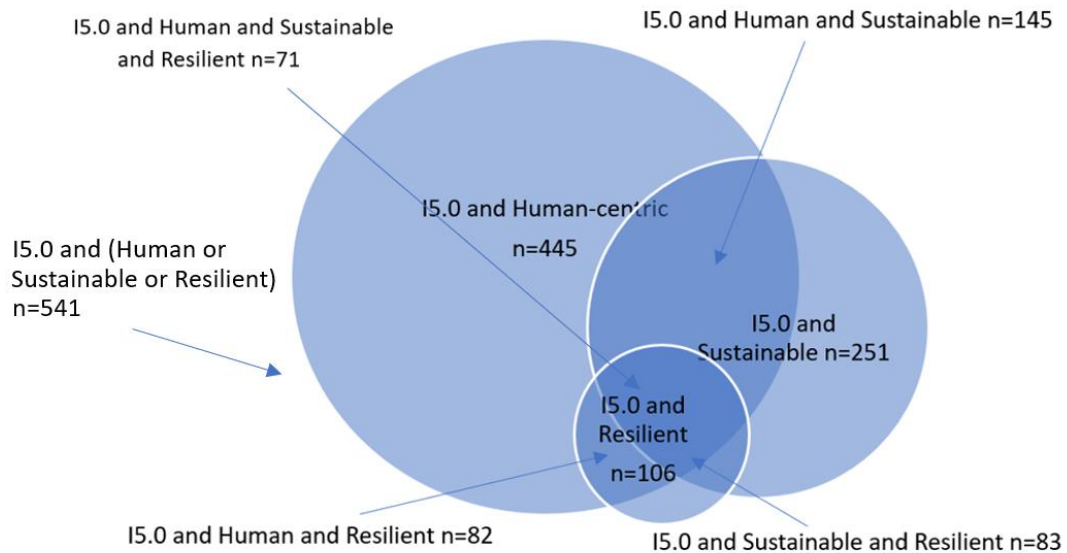 I5.0 and Human and Sustainable
and Resilient n=71
I5.0 and Human and Sustainable n=145
I5.0 and Human-centric
n=445
I5.0 and (Human or
Sustainable or Resilient)
n=541
I5.0 and
Sustainable n=251
I5.0 and
Resilient
n=106
I5.0 and Human and Resilient n=82
I5.0 and Sustainable and Resilient n=83